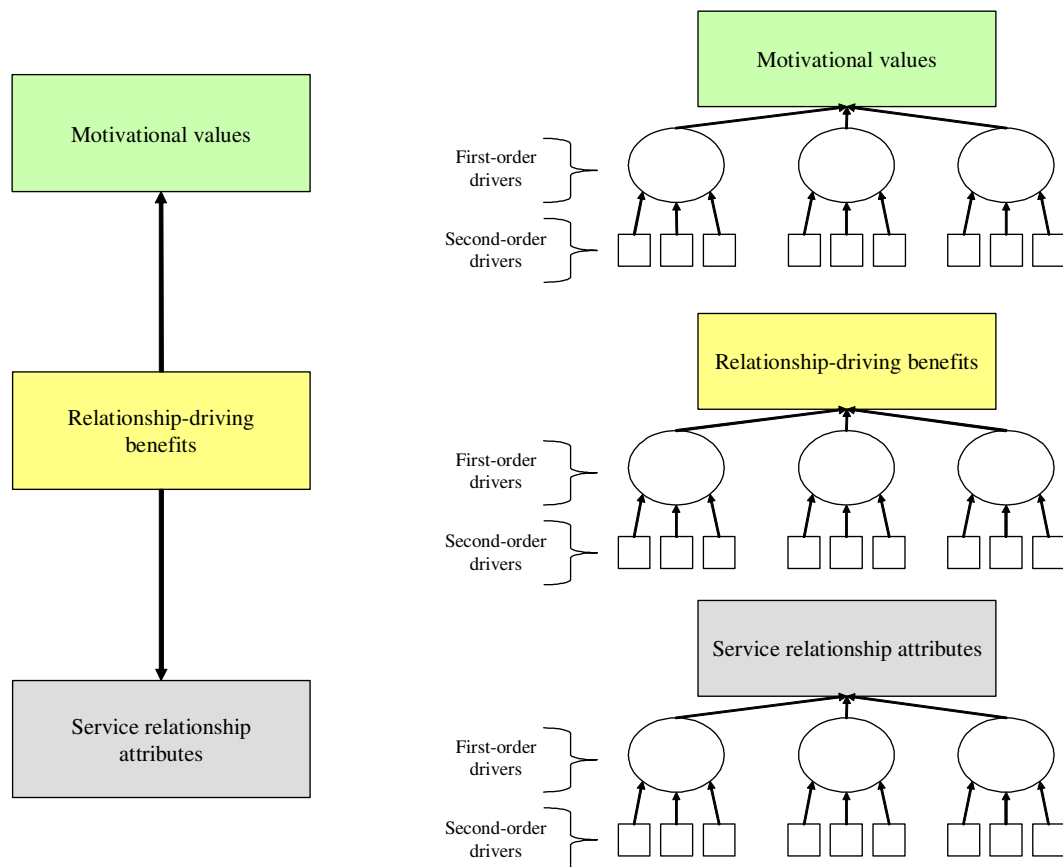 Motivational values
Relationship-driving
benefits
Service relationship
attributes
Motivational values
First-order
drivers
Second-order
drivers
Relationship-driving benefits
First-order
drivers
Second-order
drivers
Service relationship attributes
First-order
drivers
Second-order
drivers